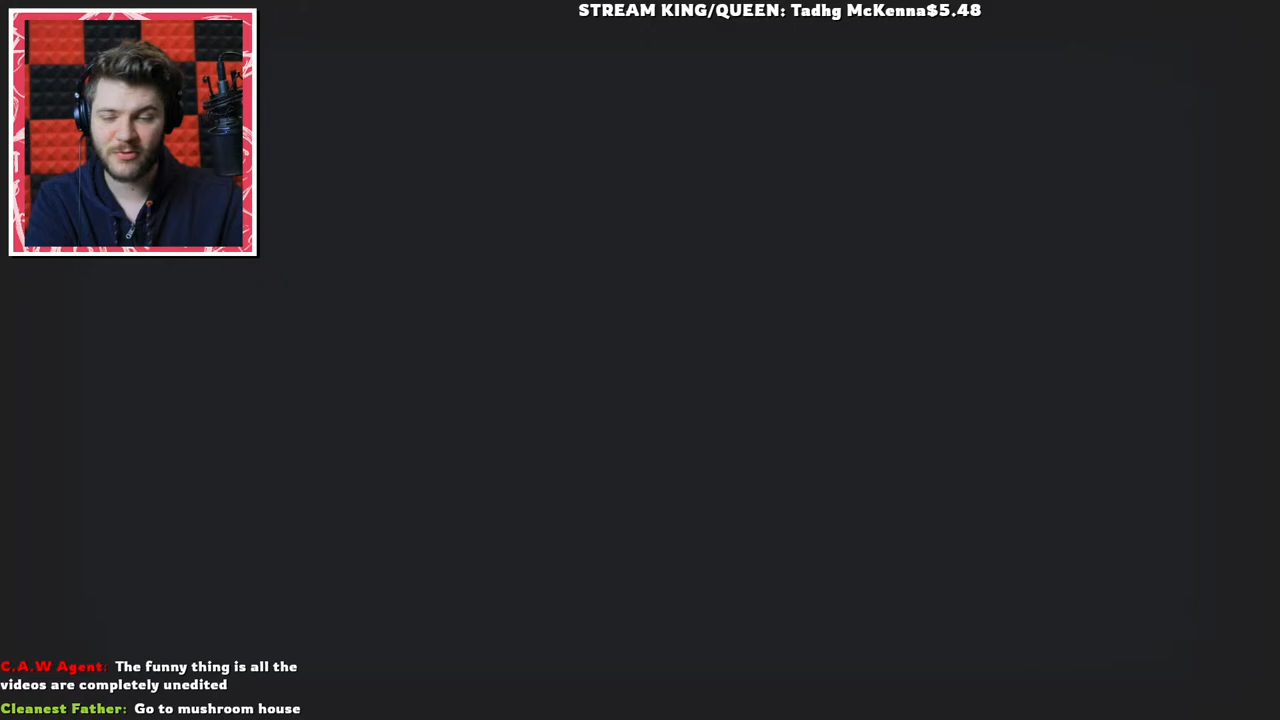 STREAM KING/QUEEN; Tadhg McKenna$5.48
C.A.W Agent: The funny thing is all the
videos are completely unedited
Cleanest Father: Go to mushroom house